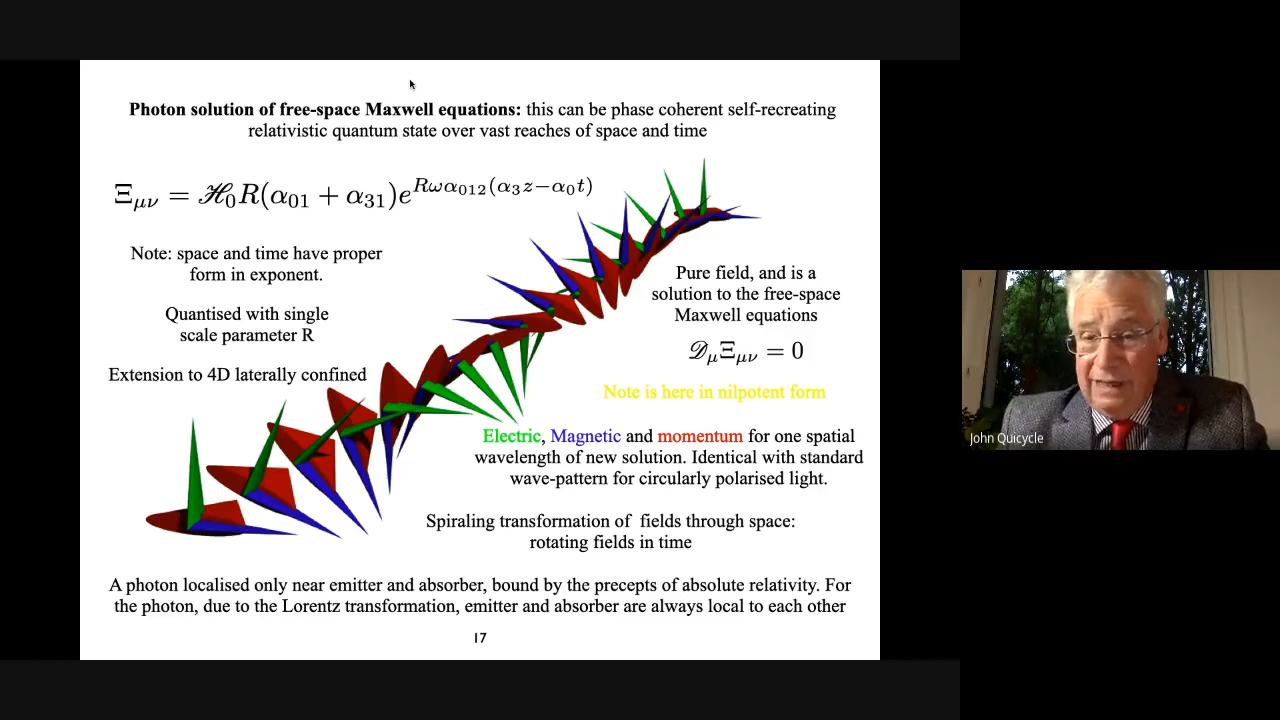 Photon solution of free-space Maxwell equations: this can be phase coherent self-recreating
relativistic quantum state over vast reaches of space and time
Ξμν = ℋ₀R(α₀₁ + α₃₁)e^{Rωα₀₁₂(α₃z−α₀t)}
Note: space and time have proper
form in exponent.
Quantised with single
scale parameter R
Extension to 4D laterally confined
Pure field, and is a
solution to the free-space
Maxwell equations
𝒟μΞμν = 0
Note is here in nilpotent form
Electric, Magnetic and momentum for one spatial
wavelength of new solution. Identical with standard
wave-pattern for circularly polarised light.
Spiraling transformation of fields through space:
rotating fields in time
A photon localised only near emitter and absorber, bound by the precepts of absolute relativity. For
the photon, due to the Lorentz transformation, emitter and absorber are always local to each other
17
John Quicycle